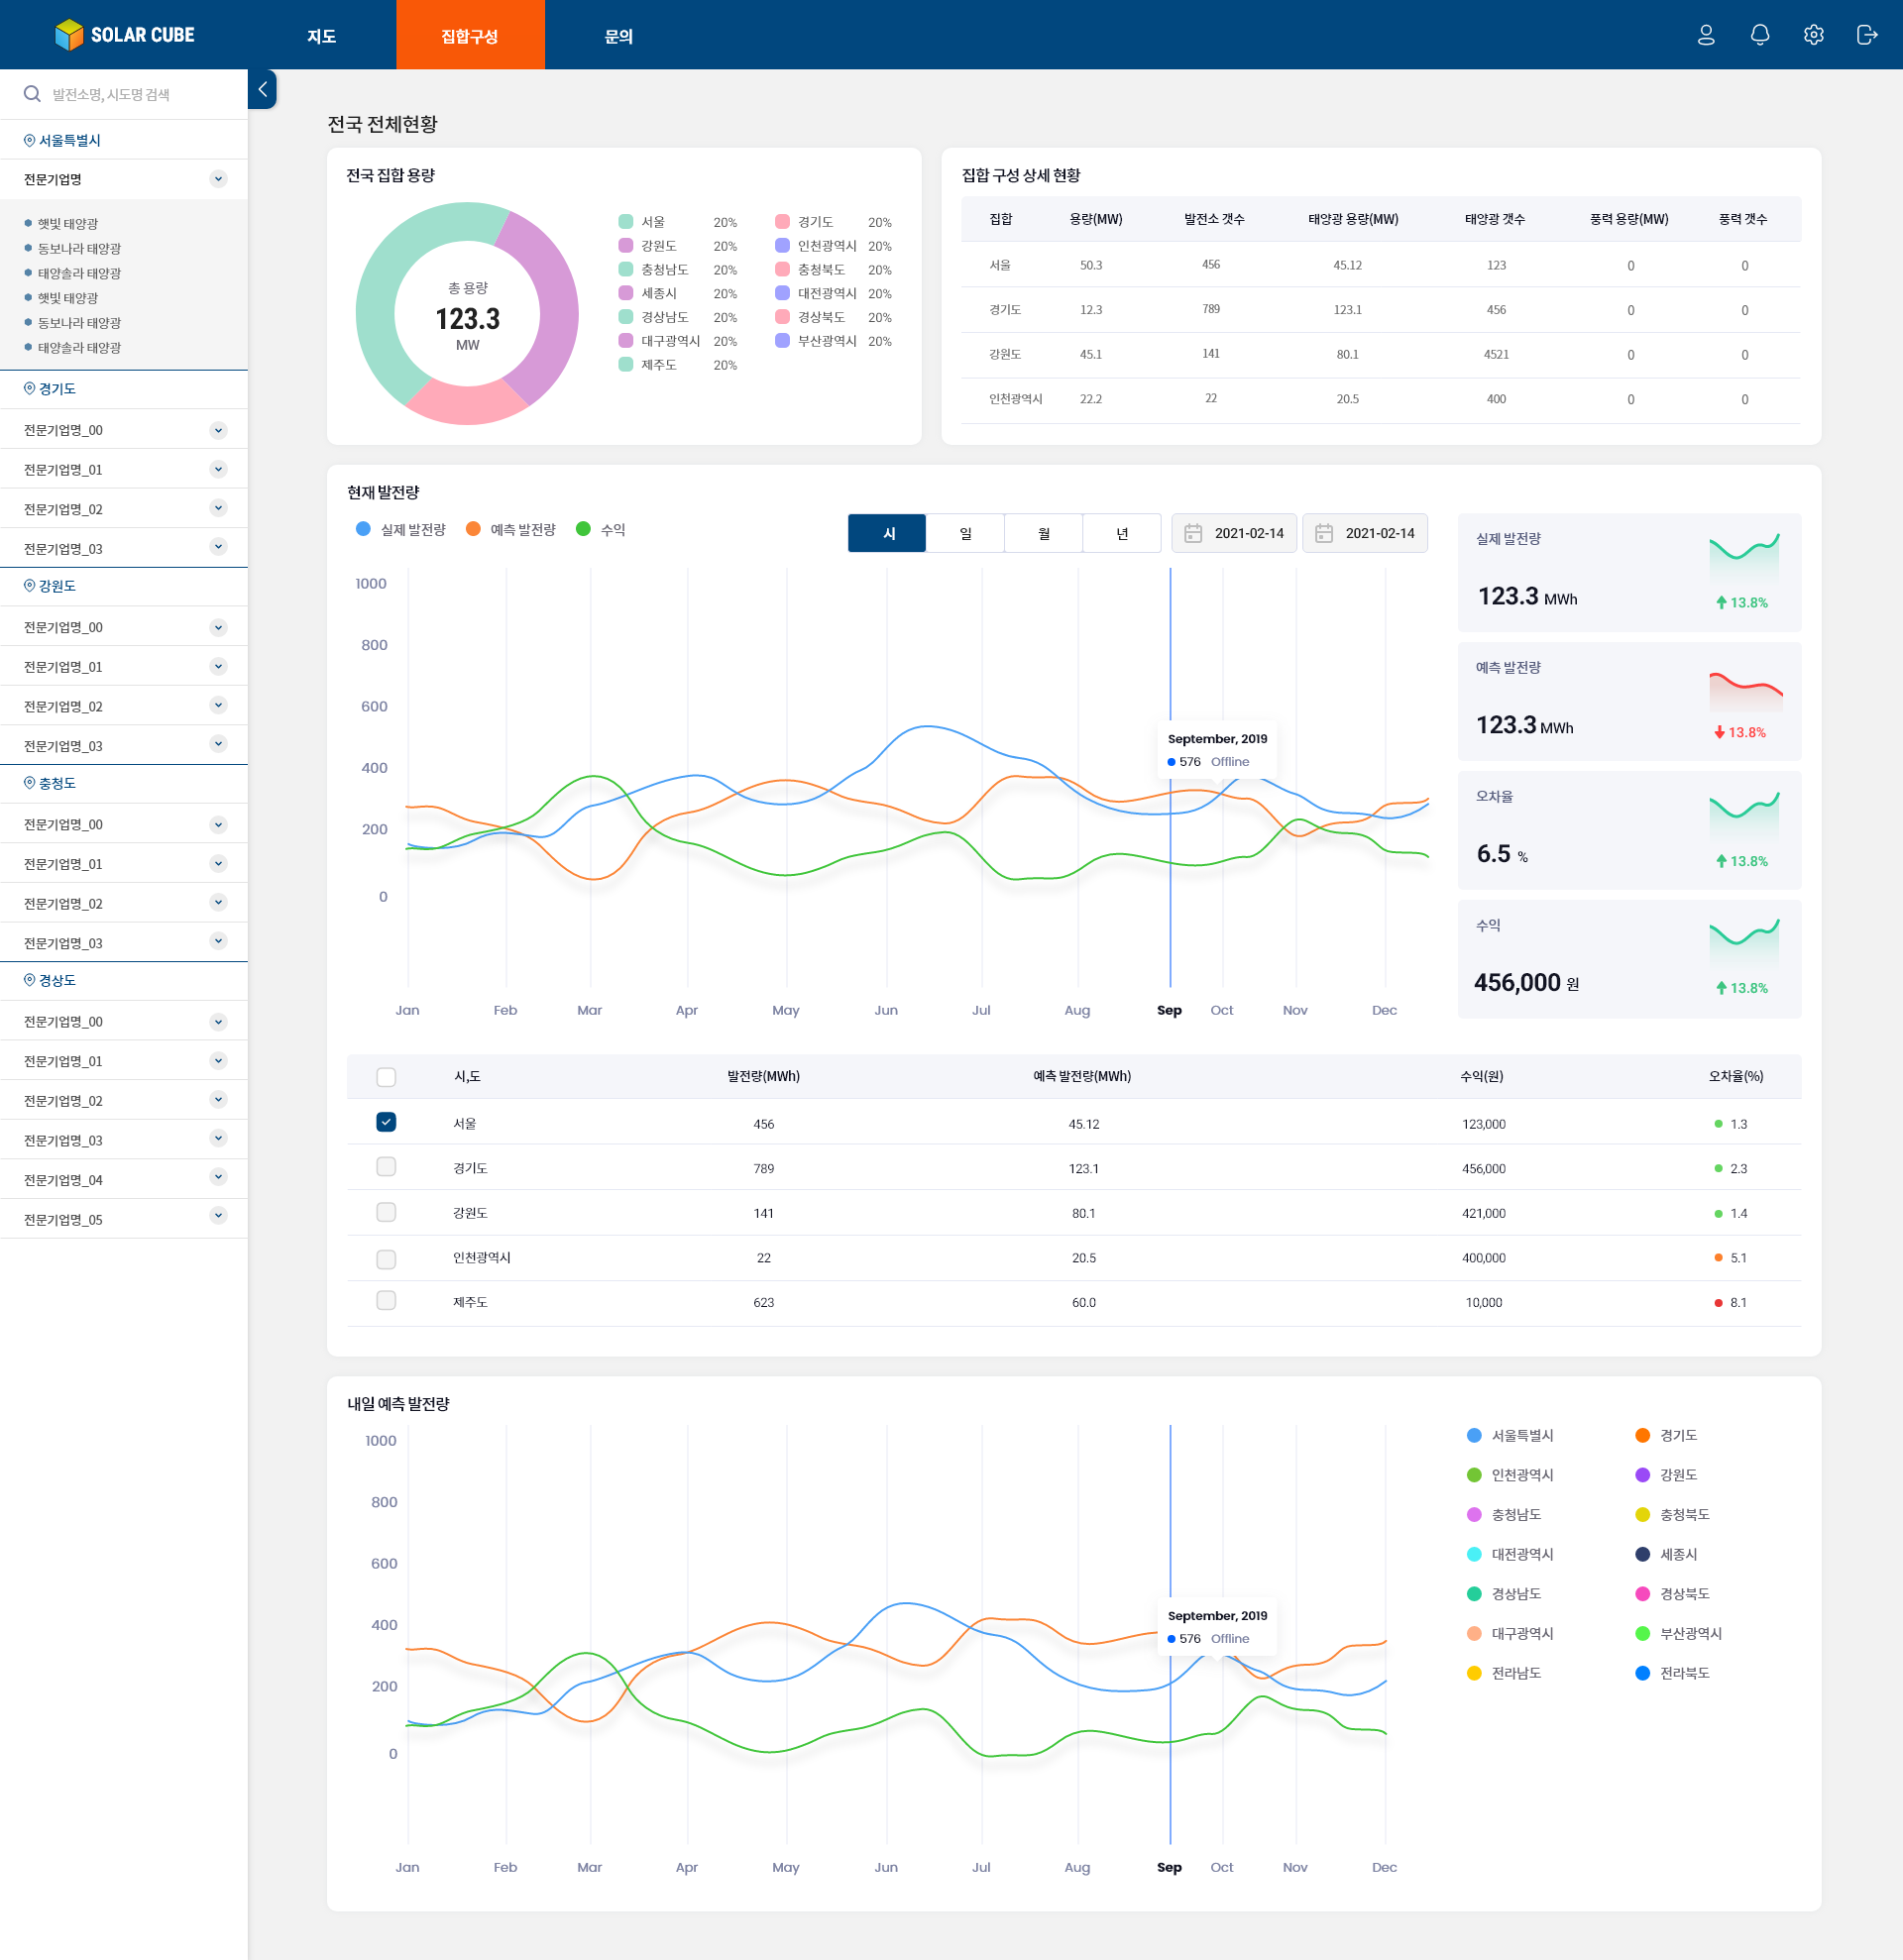 SOLAR CUBE
지도
집합구성
문의
발전소명, 시도명 검색
서울특별시
전문기업명
햇빛 태양광
동보나라 태양광
태양솔라 태양광
햇빛 태양광
동보나라 태양광
태양솔라 태양광
경기도
전문기업명_00
전문기업명_01
전문기업명_02
전문기업명_03
강원도
전문기업명_00
전문기업명_01
전문기업명_02
전문기업명_03
충청도
전문기업명_00
전문기업명_01
전문기업명_02
전문기업명_03
경상도
전문기업명_00
전문기업명_01
전문기업명_02
전문기업명_03
전문기업명_04
전문기업명_05
전국 전체현황
전국 집합 용량
총 용량
123.3
MW
서울 20% 경기도 20%
강원도 20% 인천광역시 20%
충청남도 20% 충청북도 20%
세종시 20% 대전광역시 20%
경상남도 20% 경상북도 20%
대구광역시 20% 부산광역시 20%
제주도 20%
집합 구성 상세 현황
집합 용량(MW) 발전소 갯수 태양광 용량(MW) 태양광 갯수 풍력 용량(MW) 풍력 갯수
서울 50.3 456 45.12 123 0 0
경기도 12.3 789 123.1 456 0 0
강원도 45.1 141 80.1 4521 0 0
인천광역시 22.2 22 20.5 400 0 0
현재 발전량
실제 발전량 예측 발전량 수익
시 일 월 년 2021-02-14 2021-02-14
1000
800
600
400
200
0
September, 2019
576 Offline
Jan Feb Mar Apr May Jun Jul Aug Sep Oct Nov Dec
실제 발전량
123.3 MWh
13.8%
예측 발전량
123.3 MWh
13.8%
오차율
6.5 %
13.8%
수익
456,000 원
13.8%
시,도 발전량(MWh) 예측 발전량(MWh) 수익(원) 오차율(%)
서울 456 45.12 123,000 1.3
경기도 789 123.1 456,000 2.3
강원도 141 80.1 421,000 1.4
인천광역시 22 20.5 400,000 5.1
제주도 623 60.0 10,000 8.1
내일 예측 발전량
1000
800
600
400
200
0
September, 2019
576 Offline
Jan Feb Mar Apr May Jun Jul Aug Sep Oct Nov Dec
서울특별시 경기도
인천광역시 강원도
충청남도 충청북도
대전광역시 세종시
경상남도 경상북도
대구광역시 부산광역시
전라남도 전라북도